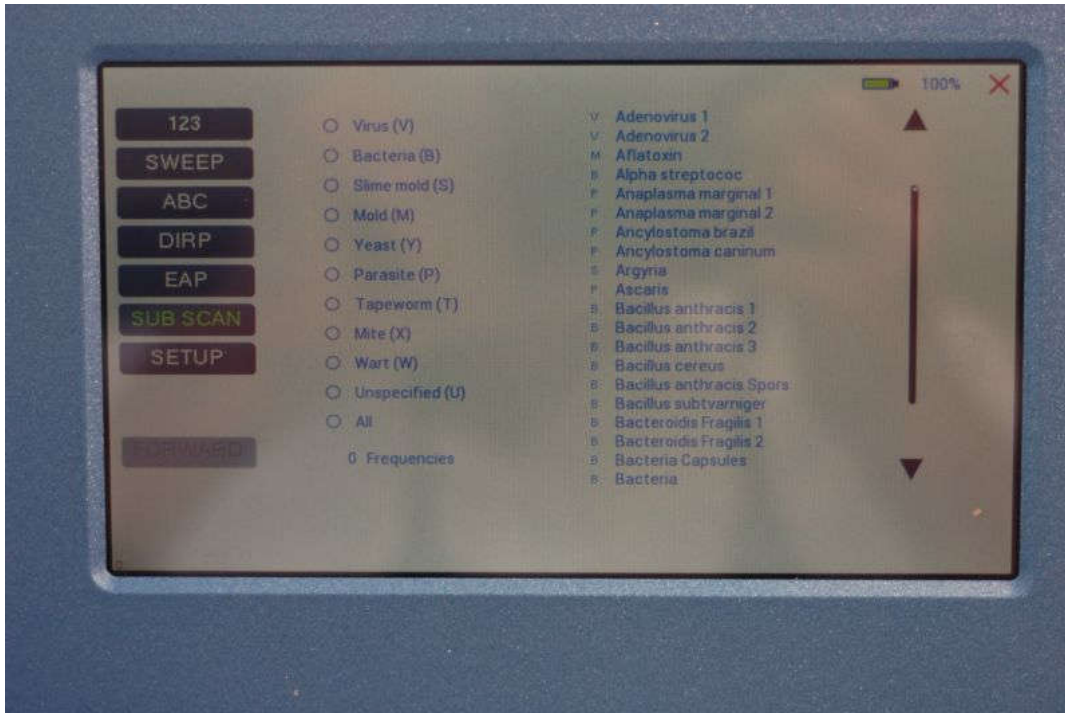 100%
123
SWEEP
ABC
DIRP
EAP
SUB SCAN
SETUP
FORWARD
Virus (V)
Bacteria (B)
Slime mold (S)
Mold (M)
Yeast (Y)
Parasite (P)
Tapeworm (T)
Mite (X)
Wart (W)
Unspecified (U)
All
0 Frequencies
V Adenovirus 1
V Adenovirus 2
M Aflatoxin
B Alpha streptococ
P Anaplasma marginal 1
P Anaplasma marginal 2
P Ancylostoma brazil
P Ancylostoma caninum
S Argyria
P Ascaris
B Bacillus anthracis 1
B Bacillus anthracis 2
B Bacillus anthracis 3
B Bacillus cereus
B Bacillus anthracis Spors
B Bacillus subtvarniger
B Bacteroidis Fragilis 1
B Bacteroidis Fragilis 2
B Bacteria Capsules
B Bacteria